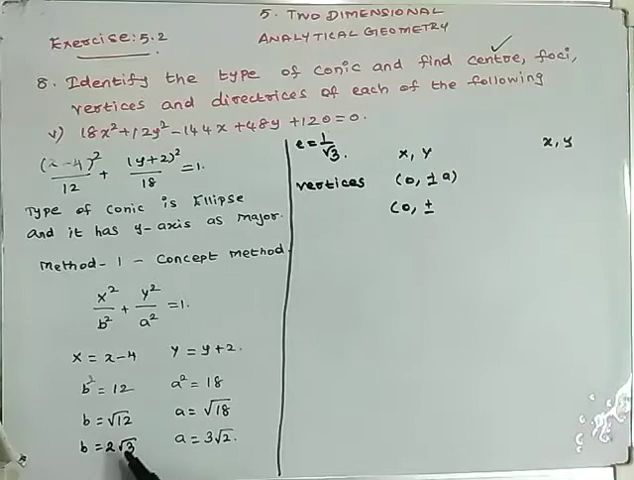 5. TWO DIMENSIONAL
ANALYTICAL GEOMETRY
Exercise: 5.2
8. Identify the type of conic and find centre, foci,
vertices and directrices of each of the following
v) 18x²+12y²-144x+48y+120=0.
(x-4)²/12 + (y+2)²/18 = 1.
Type of conic is Ellipse
and it has y-axis as major.
Method-1 - Concept method
x²/b² + y²/a² = 1.
X = x-4 Y = y+2.
b² = 12 a² = 18
b = √12 a = √18
b = 2√3 a = 3√2.
e = 1/√3.
X, Y x, y
vertices (0, ±a)
(0, ±